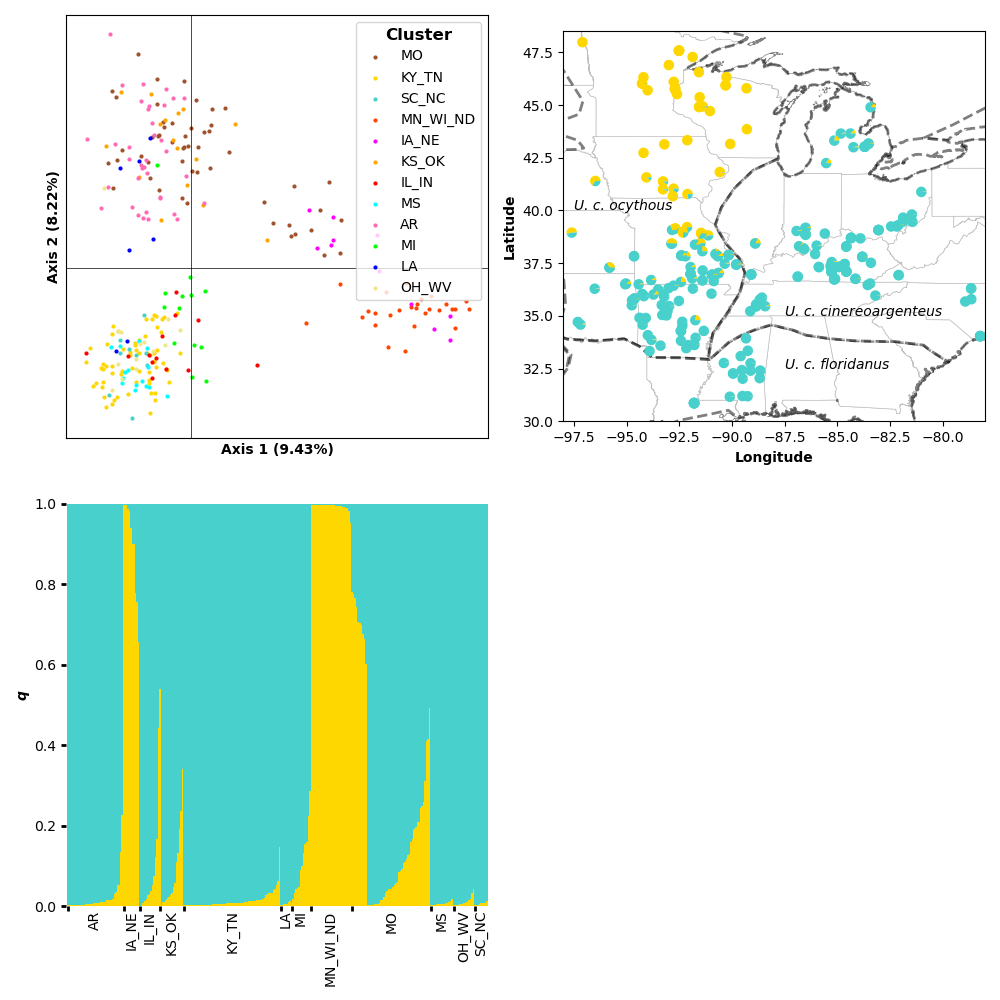 Cluster
MO
KY_TN
SC_NC
MN_WI_ND
IA_NE
KS_OK
IL_IN
MS
AR
MI
LA
OH_WV
Axis 2 (8.22%)
Axis 1 (9.43%)
47.5
45.0
42.5
40.0
37.5
35.0
32.5
30.0
Latitude
U. c. ocythous
U. c. cinereoargenteus
U. c. floridanus
−97.5 −95.0 −92.5 −90.0 −87.5 −85.0 −82.5 −80.0
Longitude
1.0
0.8
0.6
0.4
0.2
0.0
q
AR
IA_NE
IL_IN
KS_OK
KY_TN
LA
MI
MN_WI_ND
MO
MS
OH_WV
SC_NC